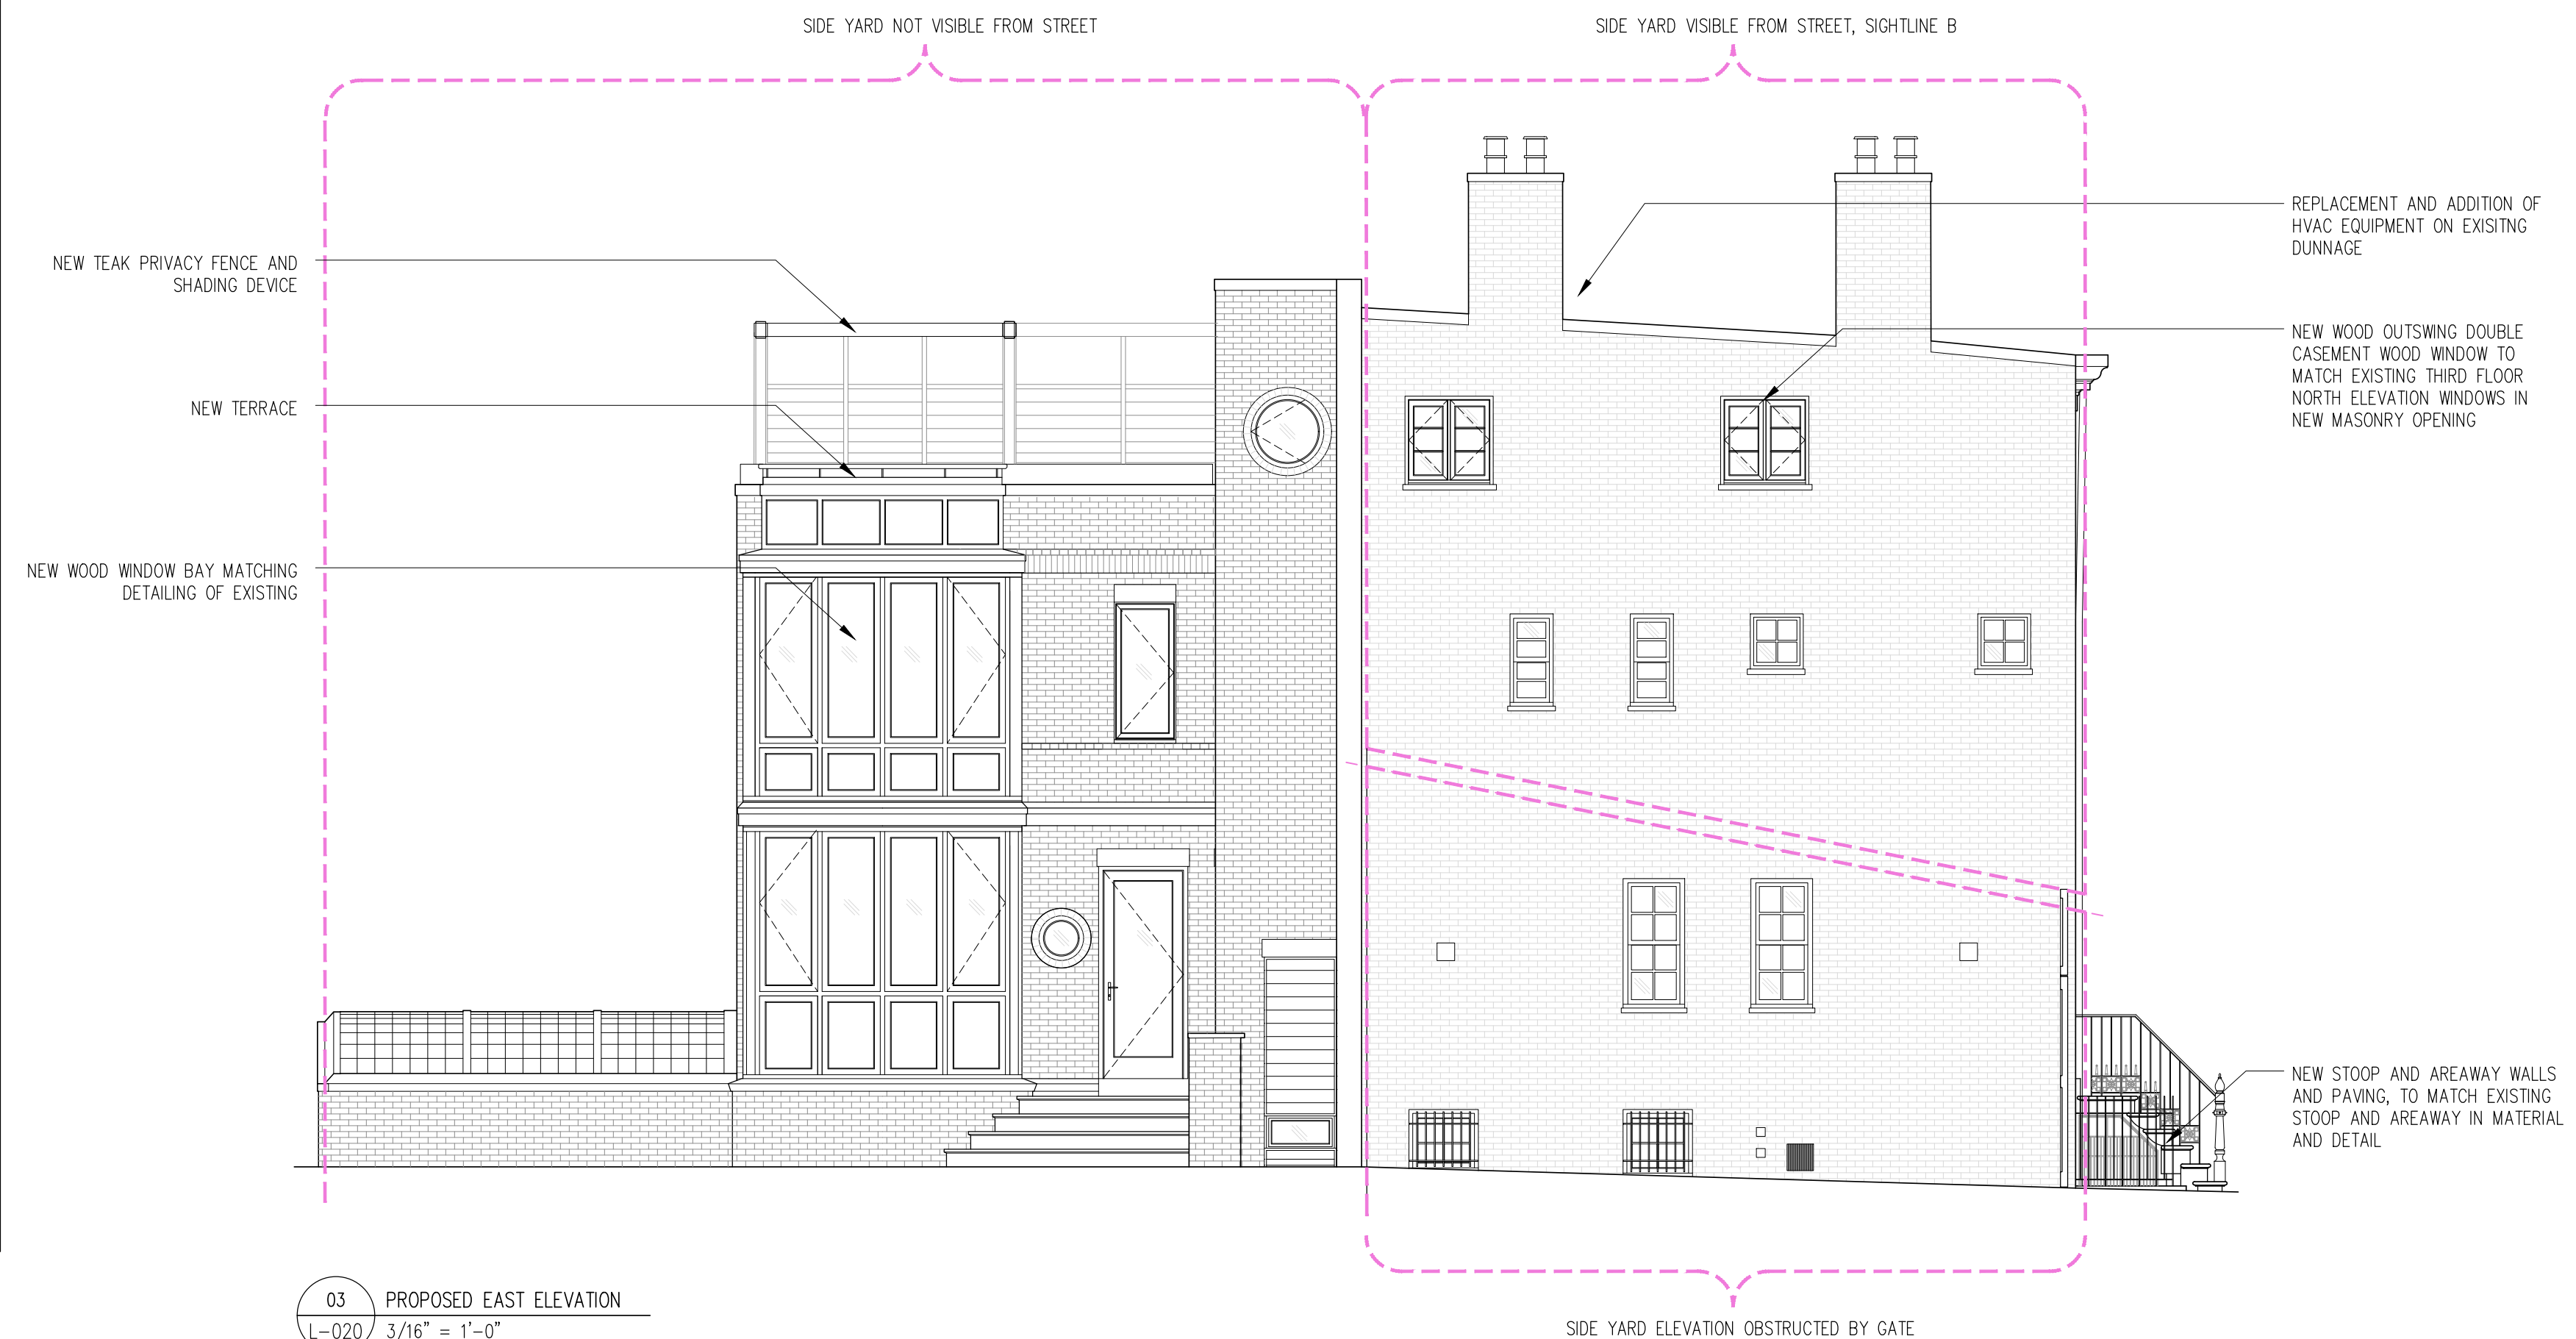 SIDE YARD NOT VISIBLE FROM STREET
SIDE YARD VISIBLE FROM STREET, SIGHTLINE B
NEW TEAK PRIVACY FENCE AND
SHADING DEVICE
NEW TERRACE
NEW WOOD WINDOW BAY MATCHING
DETAILING OF EXISTING
REPLACEMENT AND ADDITION OF
HVAC EQUIPMENT ON EXISITNG
DUNNAGE
NEW WOOD OUTSWING DOUBLE
CASEMENT WOOD WINDOW TO
MATCH EXISTING THIRD FLOOR
NORTH ELEVATION WINDOWS IN
NEW MASONRY OPENING
NEW STOOP AND AREAWAY WALLS
AND PAVING, TO MATCH EXISTING
STOOP AND AREAWAY IN MATERIAL
AND DETAIL
03
PROPOSED EAST ELEVATION
L-020
3/16" = 1'-0"
SIDE YARD ELEVATION OBSTRUCTED BY GATE